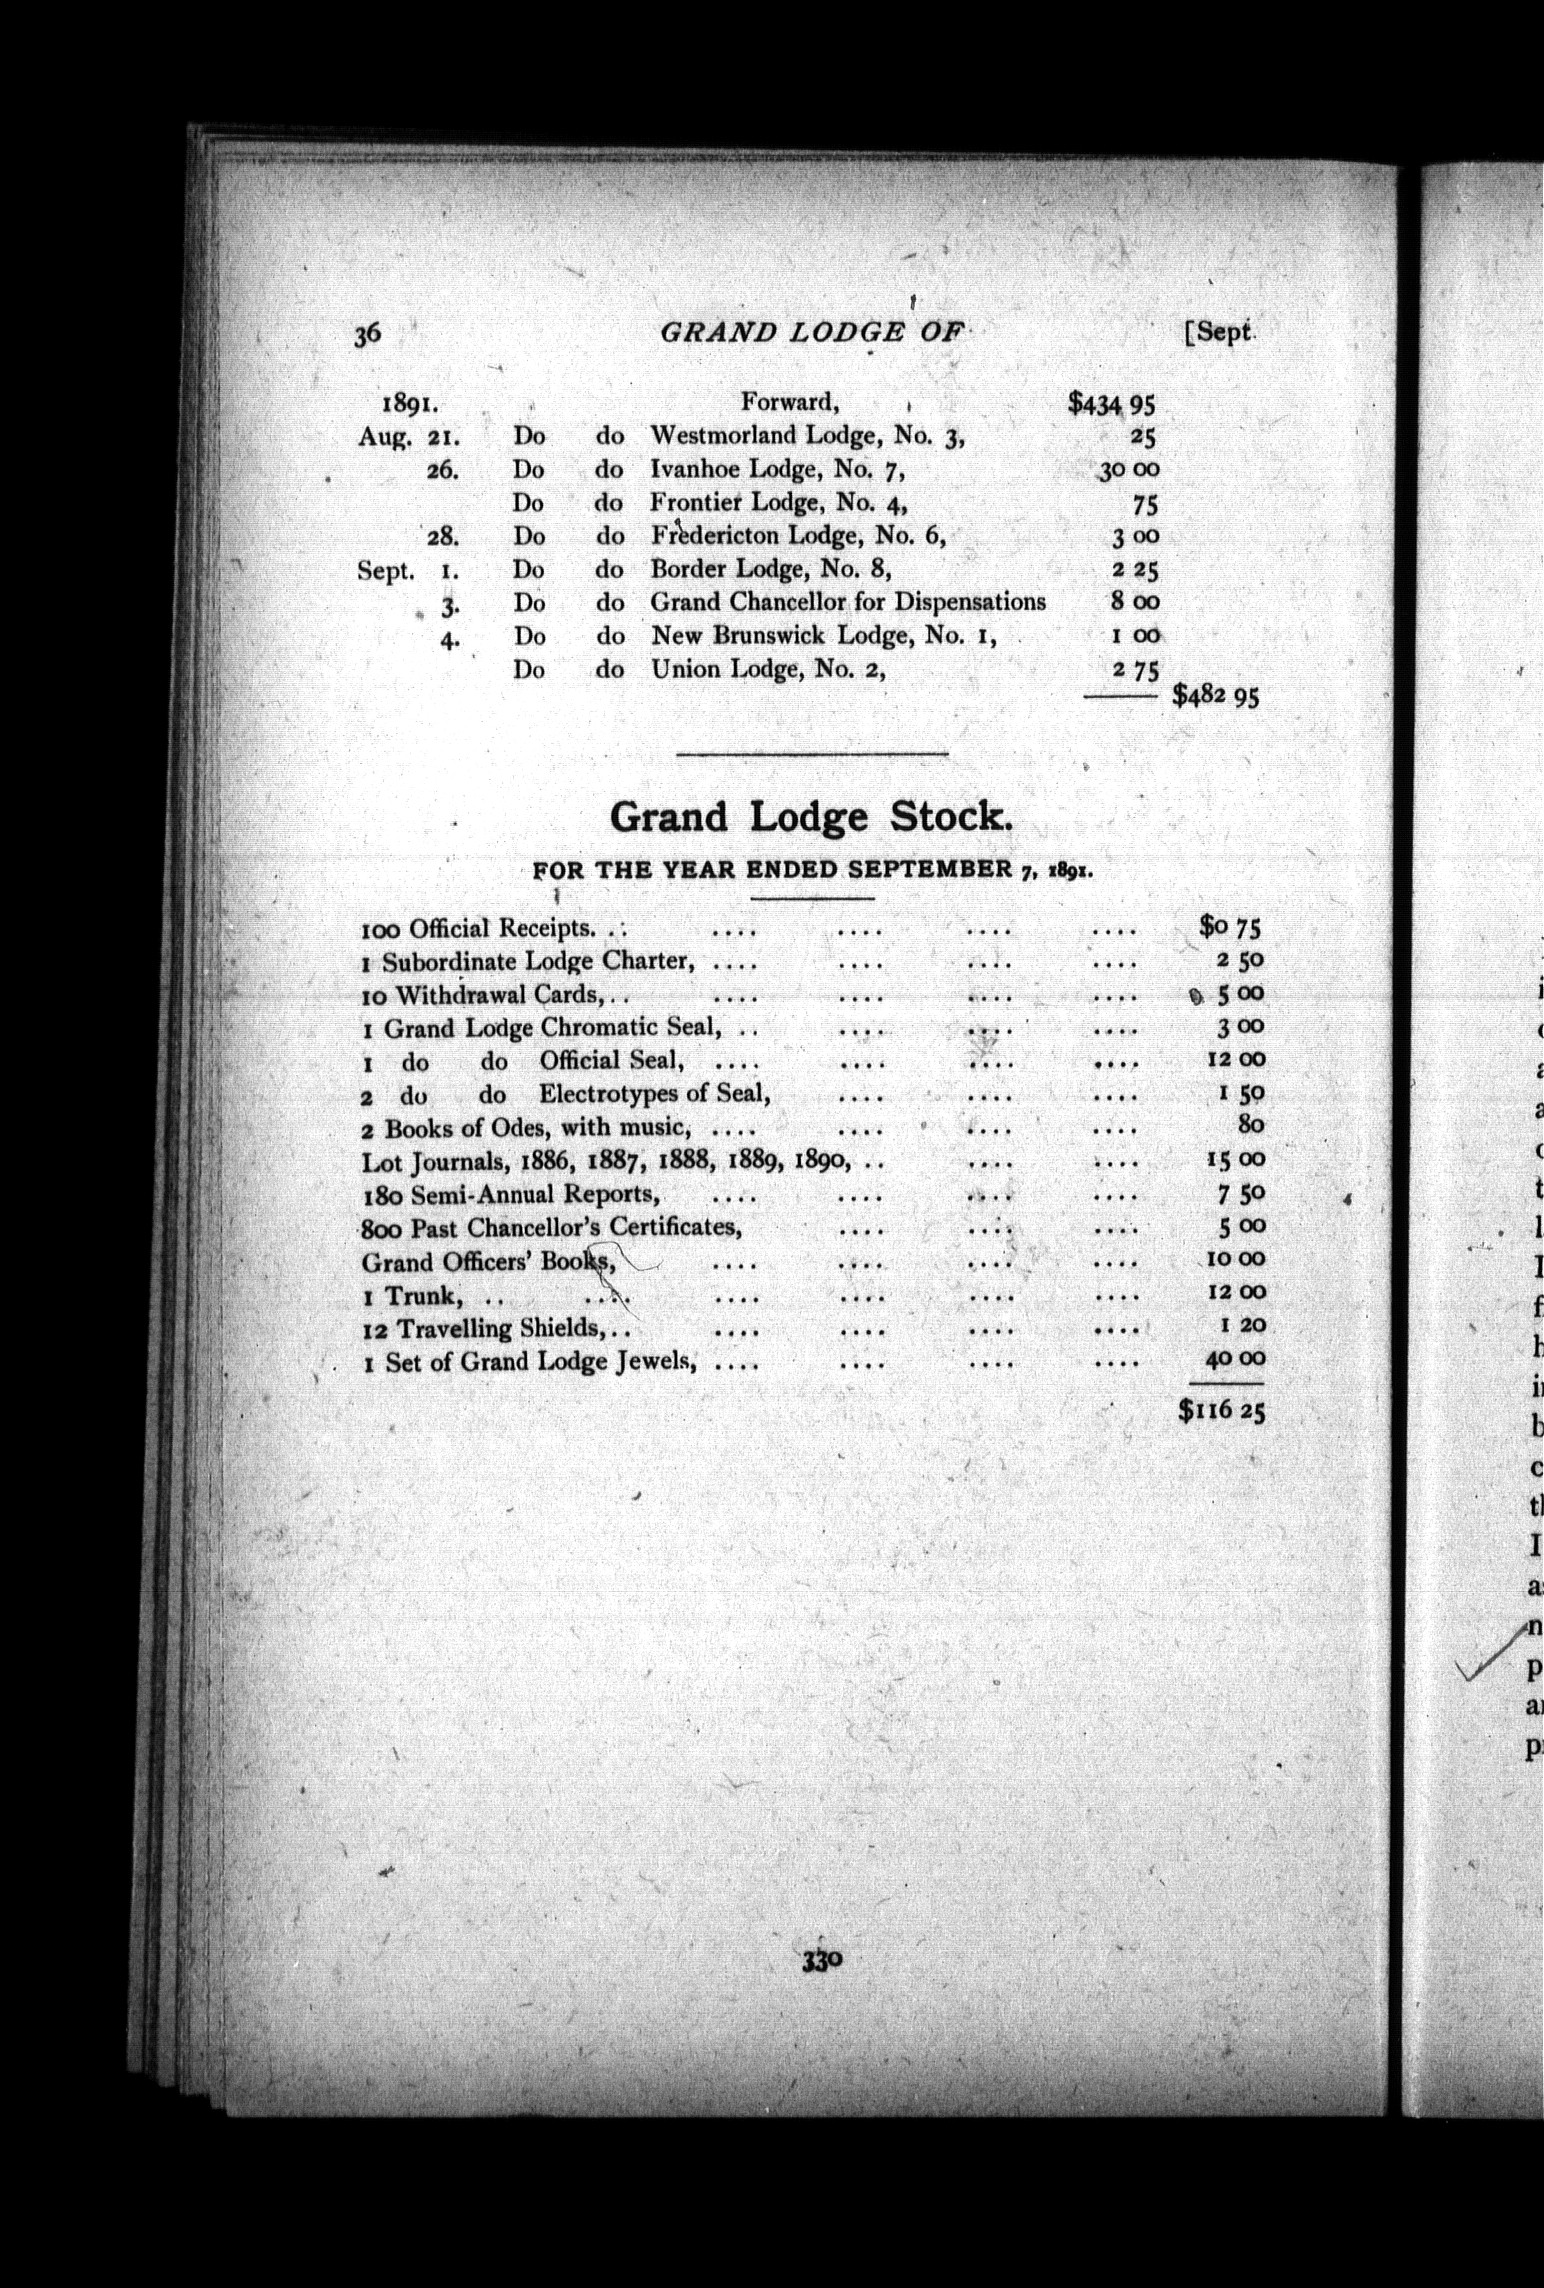 36 GRAND LODGE OF [Sept.
1891. Forward, $434 95
Aug. 21. Do do Westmorland Lodge, No. 3, 25
26. Do do Ivanhoe Lodge, No. 7, 30 00
Do do Frontier Lodge, No. 4, 75
28. Do do Fredericton Lodge, No. 6, 3 00
Sept. 1. Do do Border Lodge, No. 8, 2 25
3. Do do Grand Chancellor for Dispensations 8 00
4. Do do New Brunswick Lodge, No. 1, 1 00
Do do Union Lodge, No. 2, 2 75
$482 95
Grand Lodge Stock.
FOR THE YEAR ENDED SEPTEMBER 7, 1891.
100 Official Receipts. .. .... .... .... .... $0 75
1 Subordinate Lodge Charter, .... .... .... .... 2 50
10 Withdrawal Cards, .. .... .... .... .... 5 00
1 Grand Lodge Chromatic Seal, .. .... .... .... 3 00
1 do do Official Seal, .... .... .... .... 12 00
2 do do Electrotypes of Seal, .... .... .... 1 50
2 Books of Odes, with music, .... .... .... .... 80
Lot Journals, 1886, 1887, 1888, 1889, 1890, .. .... .... 15 00
180 Semi-Annual Reports, .... .... .... .... 7 50
800 Past Chancellor's Certificates, .... .... .... 5 00
Grand Officers' Books, .... .... .... .... 10 00
1 Trunk, .. .... .... .... .... .... 12 00
12 Travelling Shields, .. .... .... .... .... 1 20
1 Set of Grand Lodge Jewels, .... .... .... .... 40 00
$116 25
330